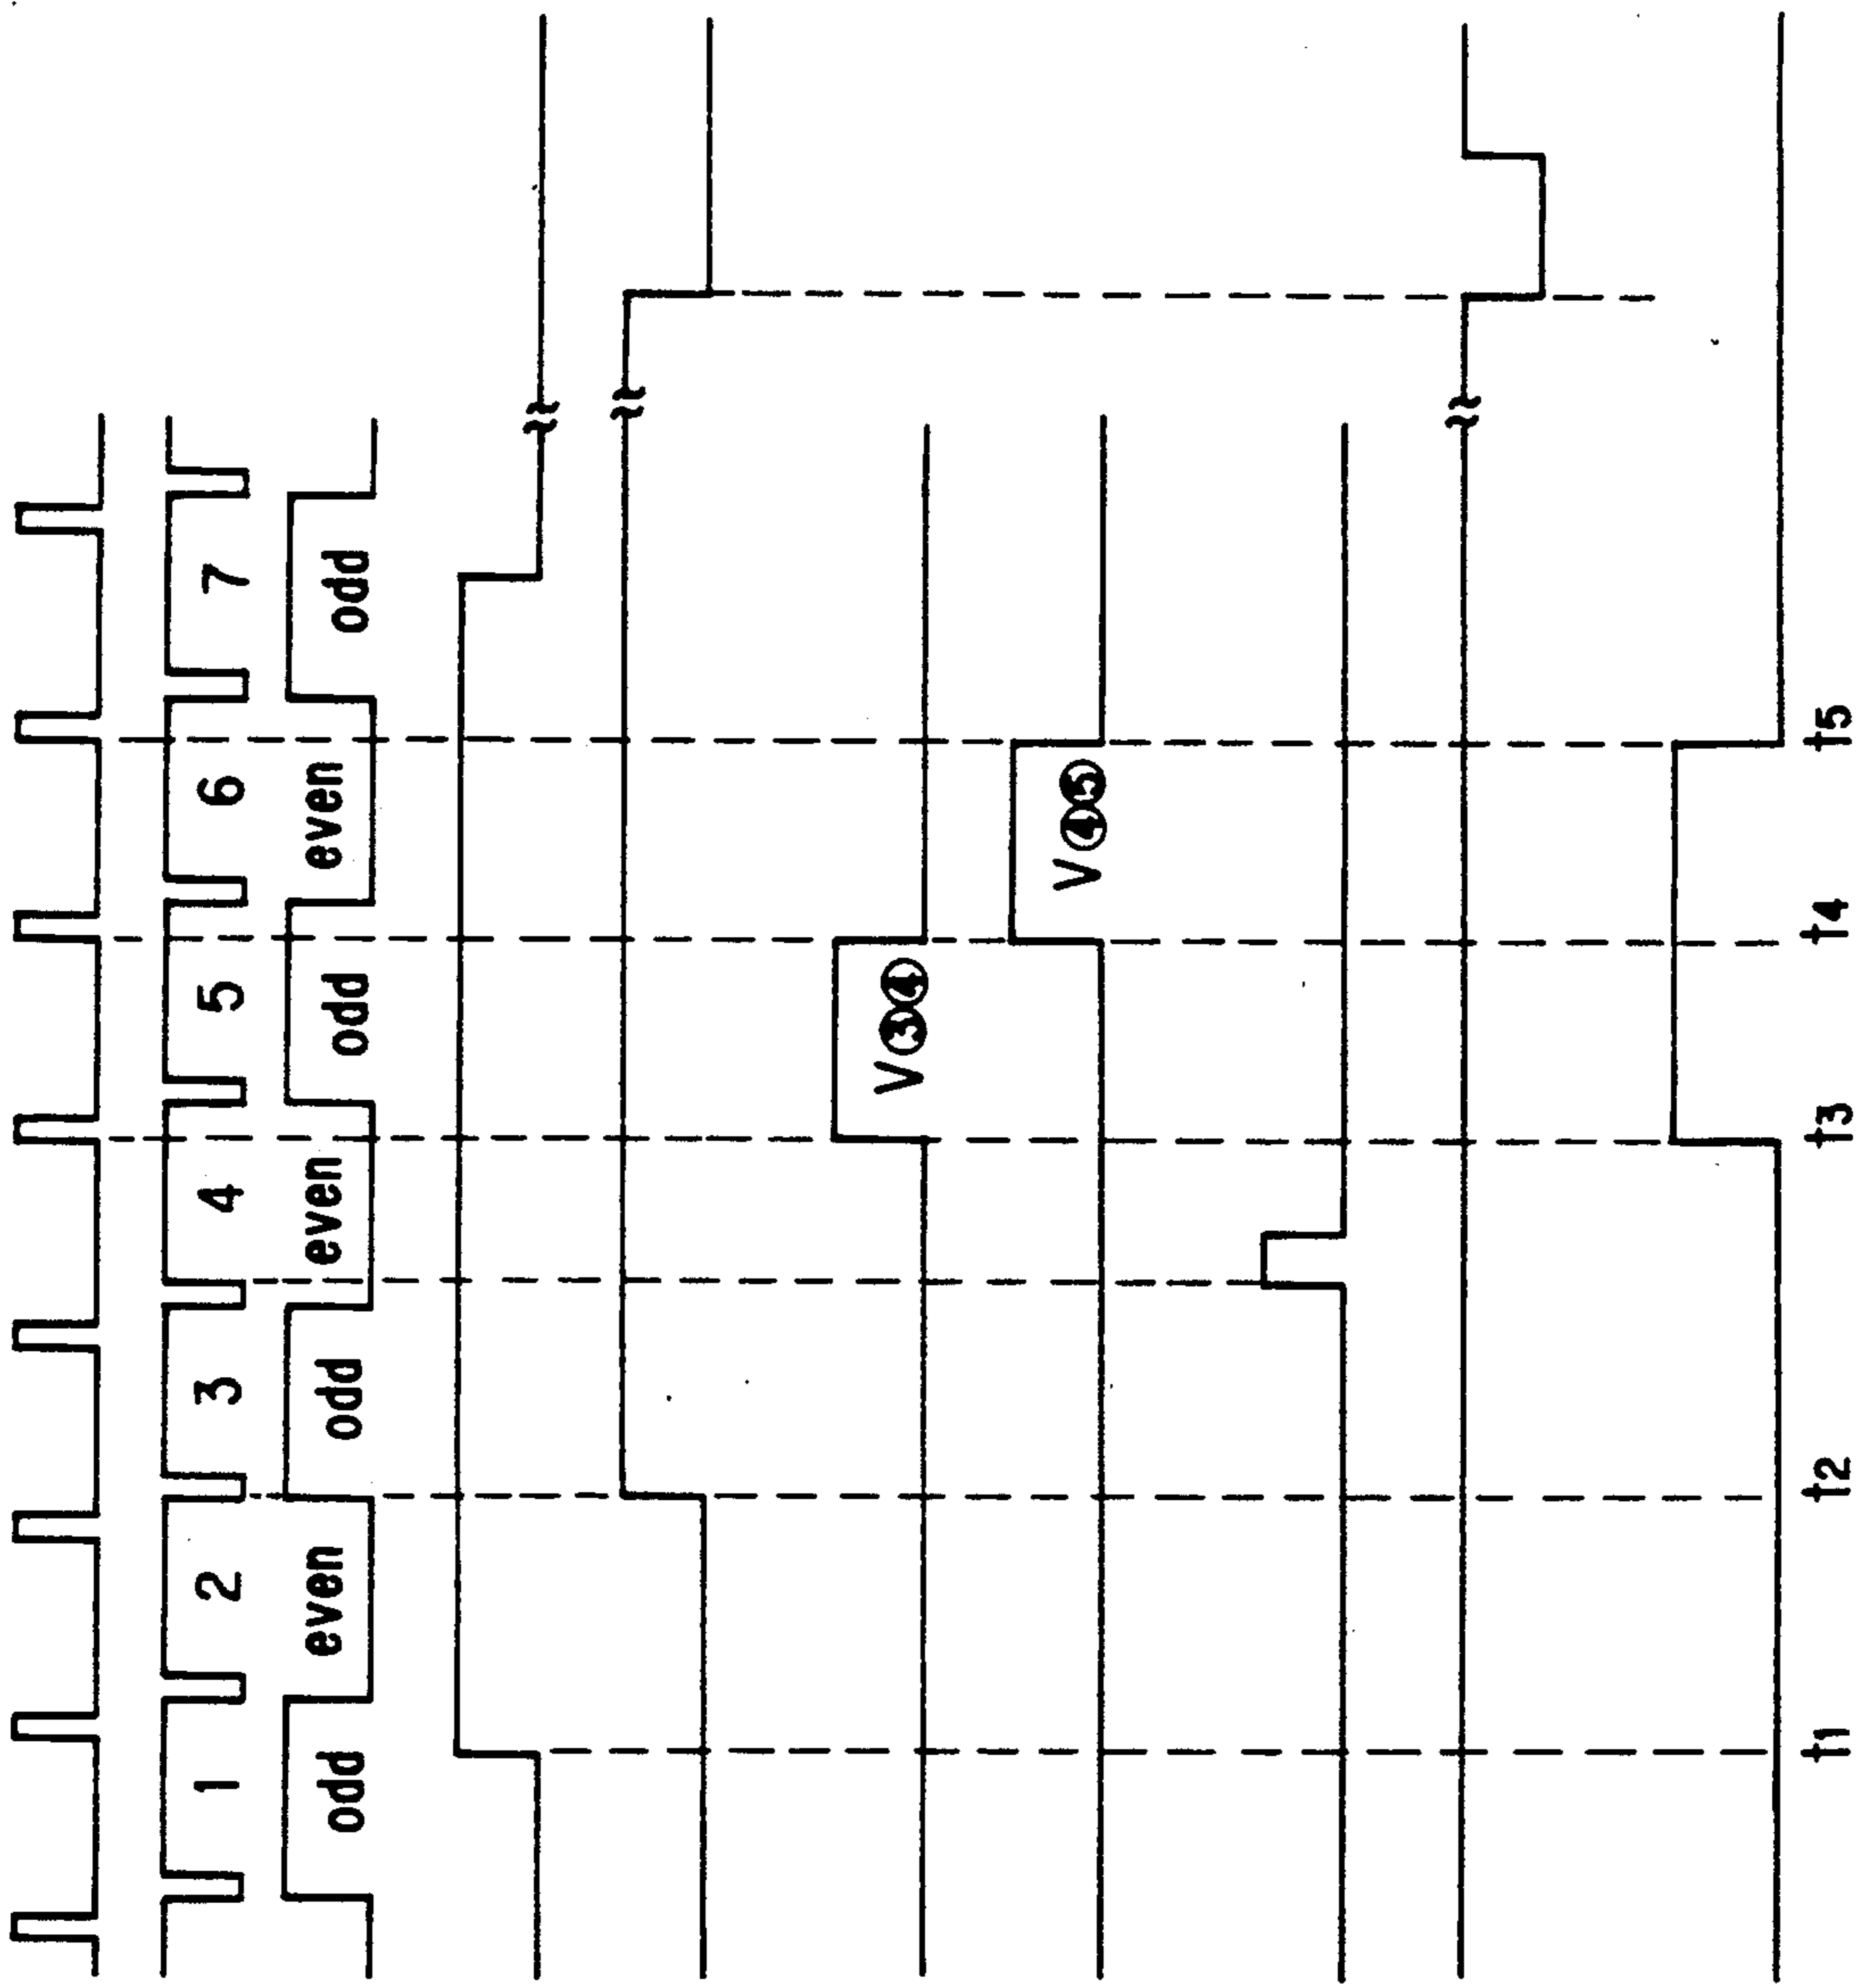 1 2 3 4 5 6 7
odd even odd even odd even odd
V③④
V④⑤
t1 t2 t3 t4 t5